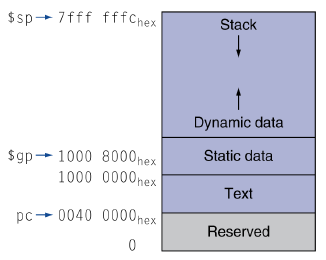 $sp→ 7fff fffc hex
Stack
Dynamic data
$gp→ 1000 8000 hex
Static data
1000 0000 hex
Text
pc→ 0040 0000 hex
Reserved
0